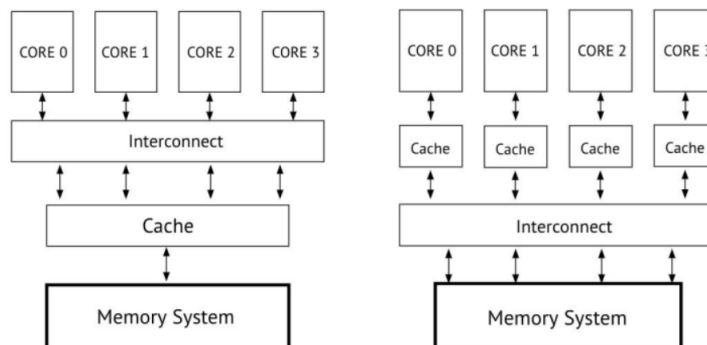 CORE 0 CORE 1 CORE 2 CORE 3
Interconnect
Cache
Memory System
CORE 0 CORE 1 CORE 2 CORE 3
Cache Cache Cache Cache
Interconnect
Memory System